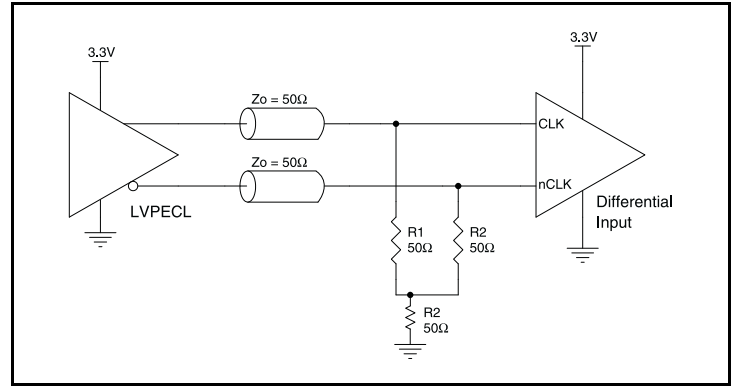 3.3V
3.3V
Zo = 50Ω
CLK
Zo = 50Ω
nCLK
LVPECL
Differential
Input
R1
50Ω
R2
50Ω
R2
50Ω